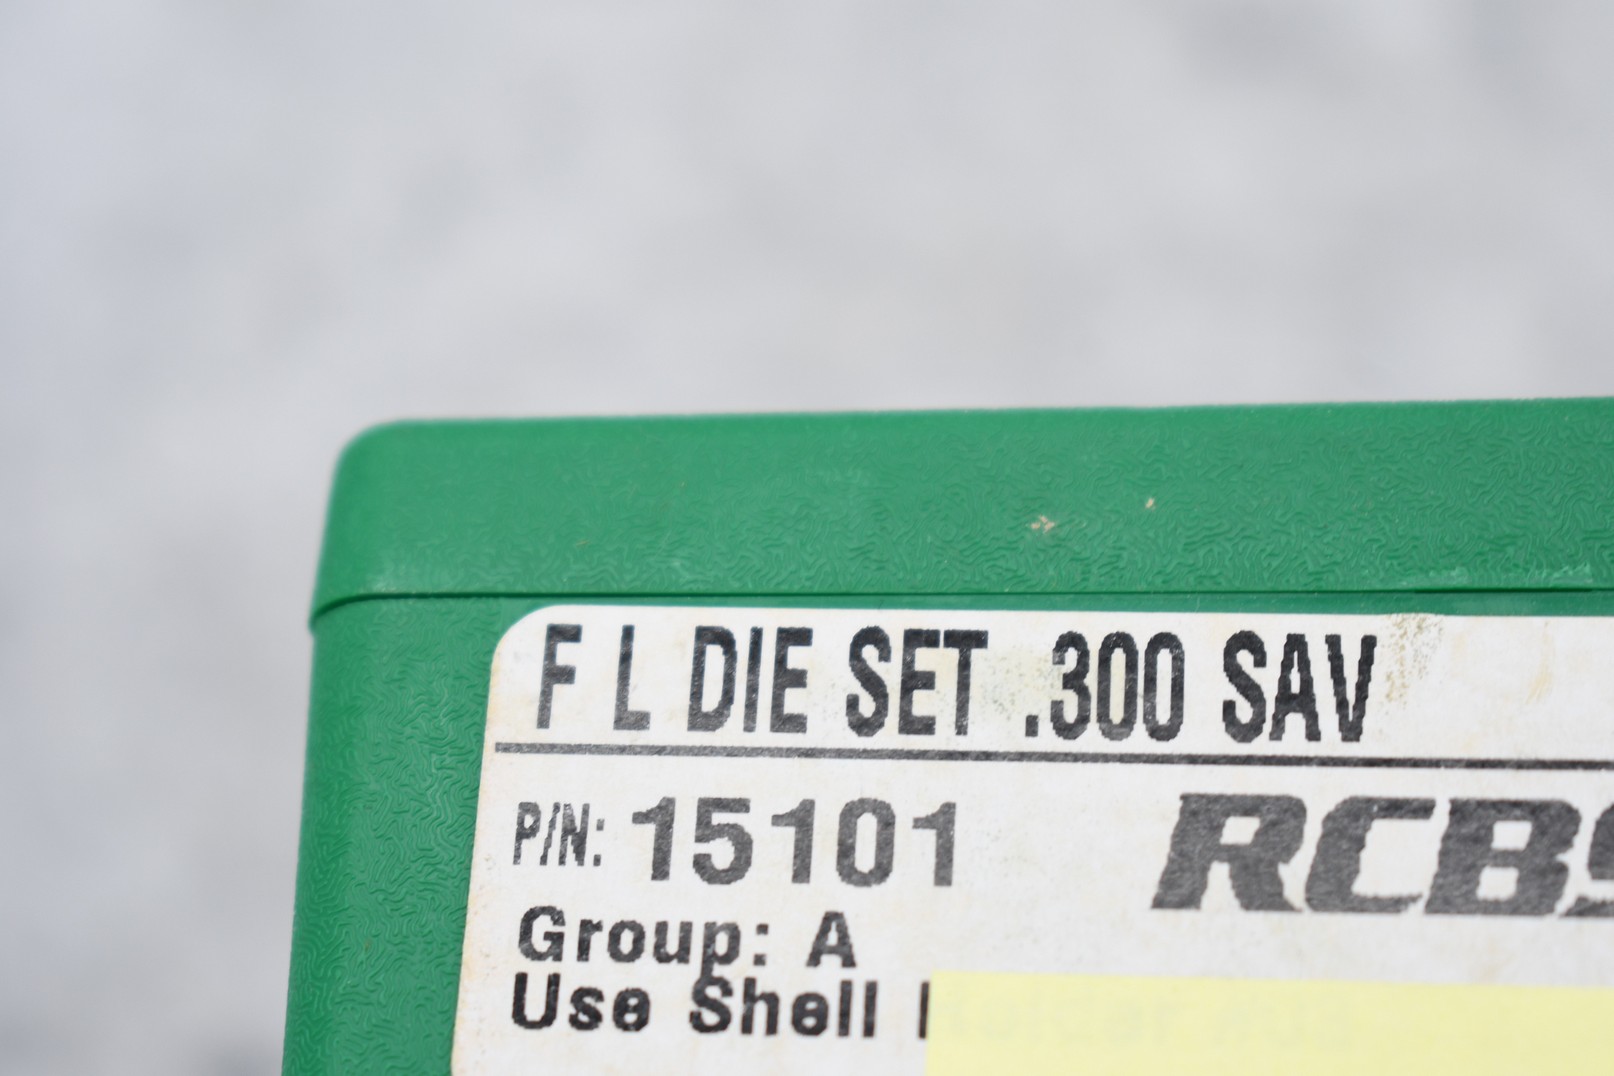 F L DIE SET .300 SAV
P/N: 15101 RCBS
Group: A
Use Shell